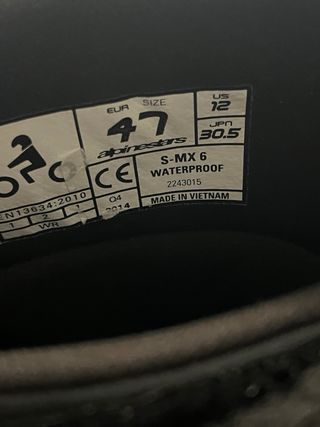 EUR SIZE US
47 12
alpinestars JPN
30.5
CE S-MX 6
WATERPROOF
2243015
EN13634:2010 04
1 2 1 2014
WR MADE IN VIETNAM